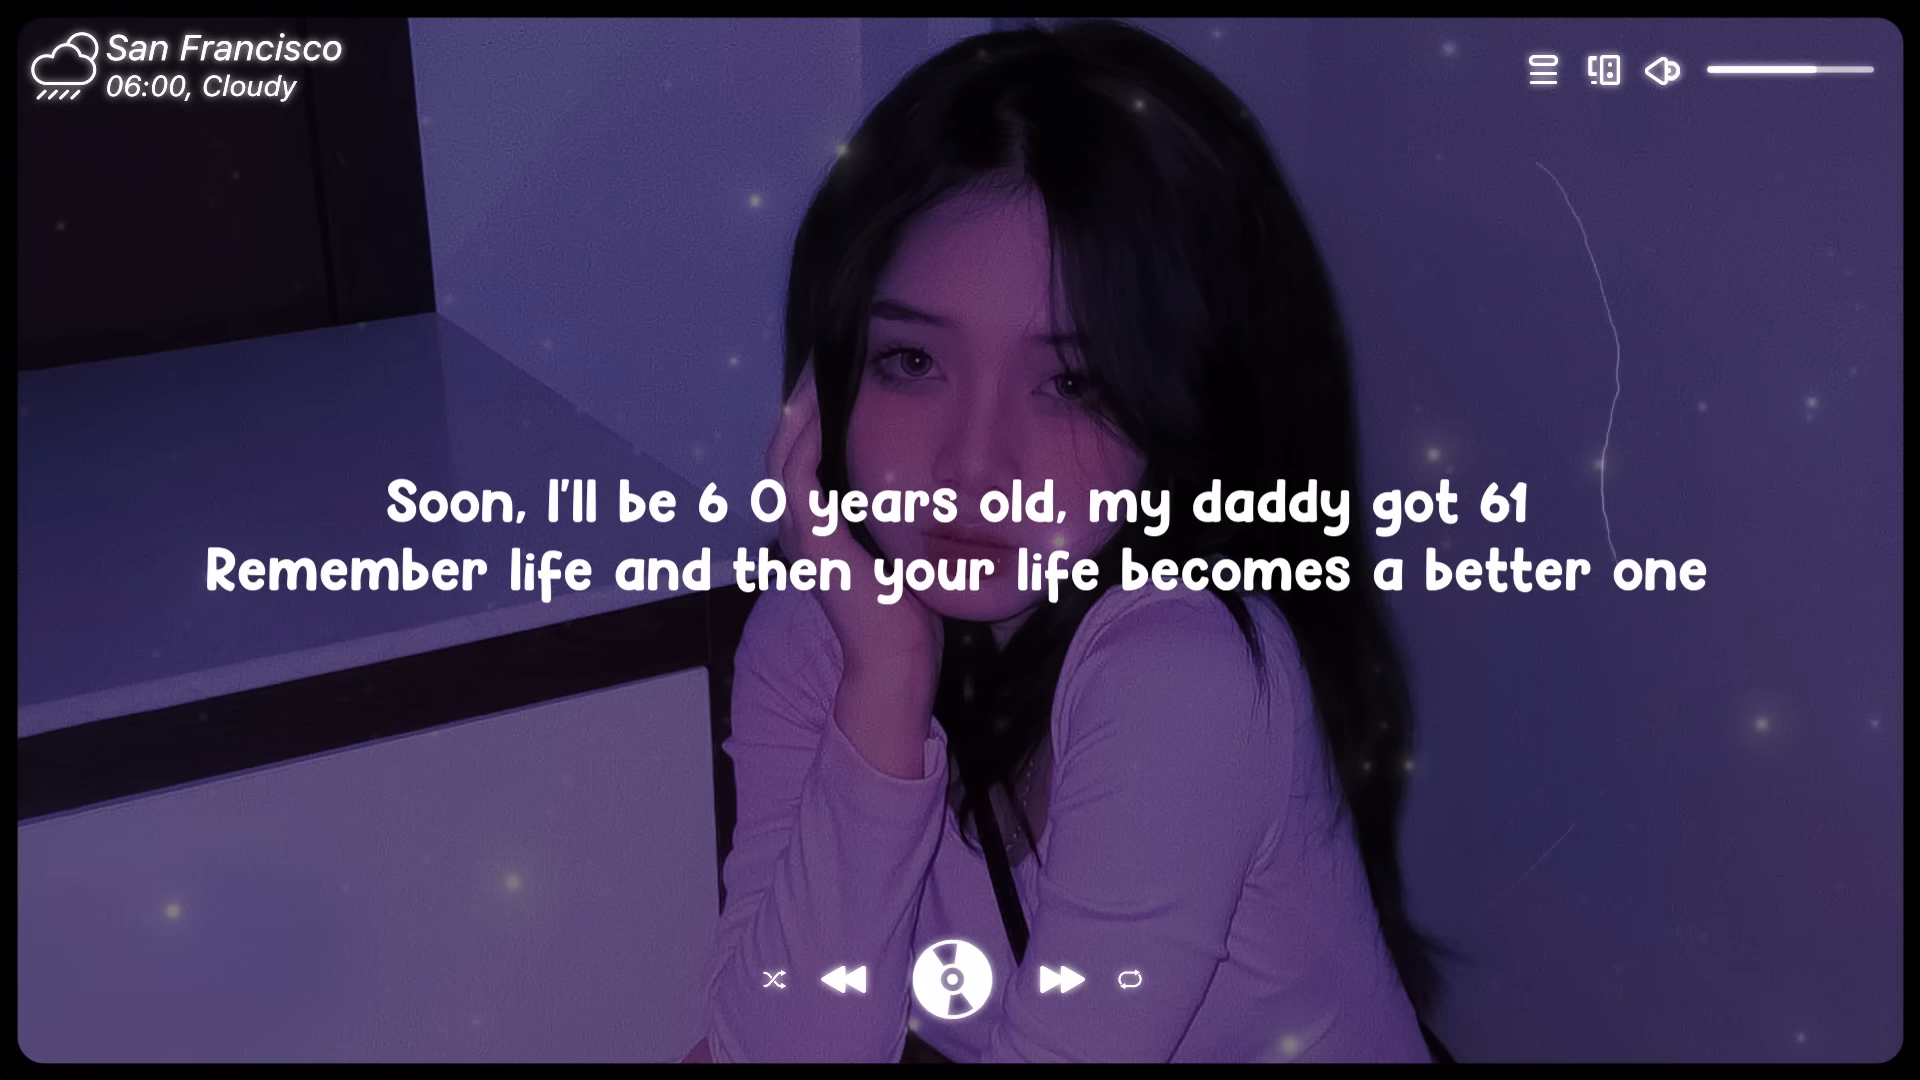 San Francisco
06:00, Cloudy
Soon, I'll be 6 0 years old, my daddy got 61
Remember life and then your life becomes a better one